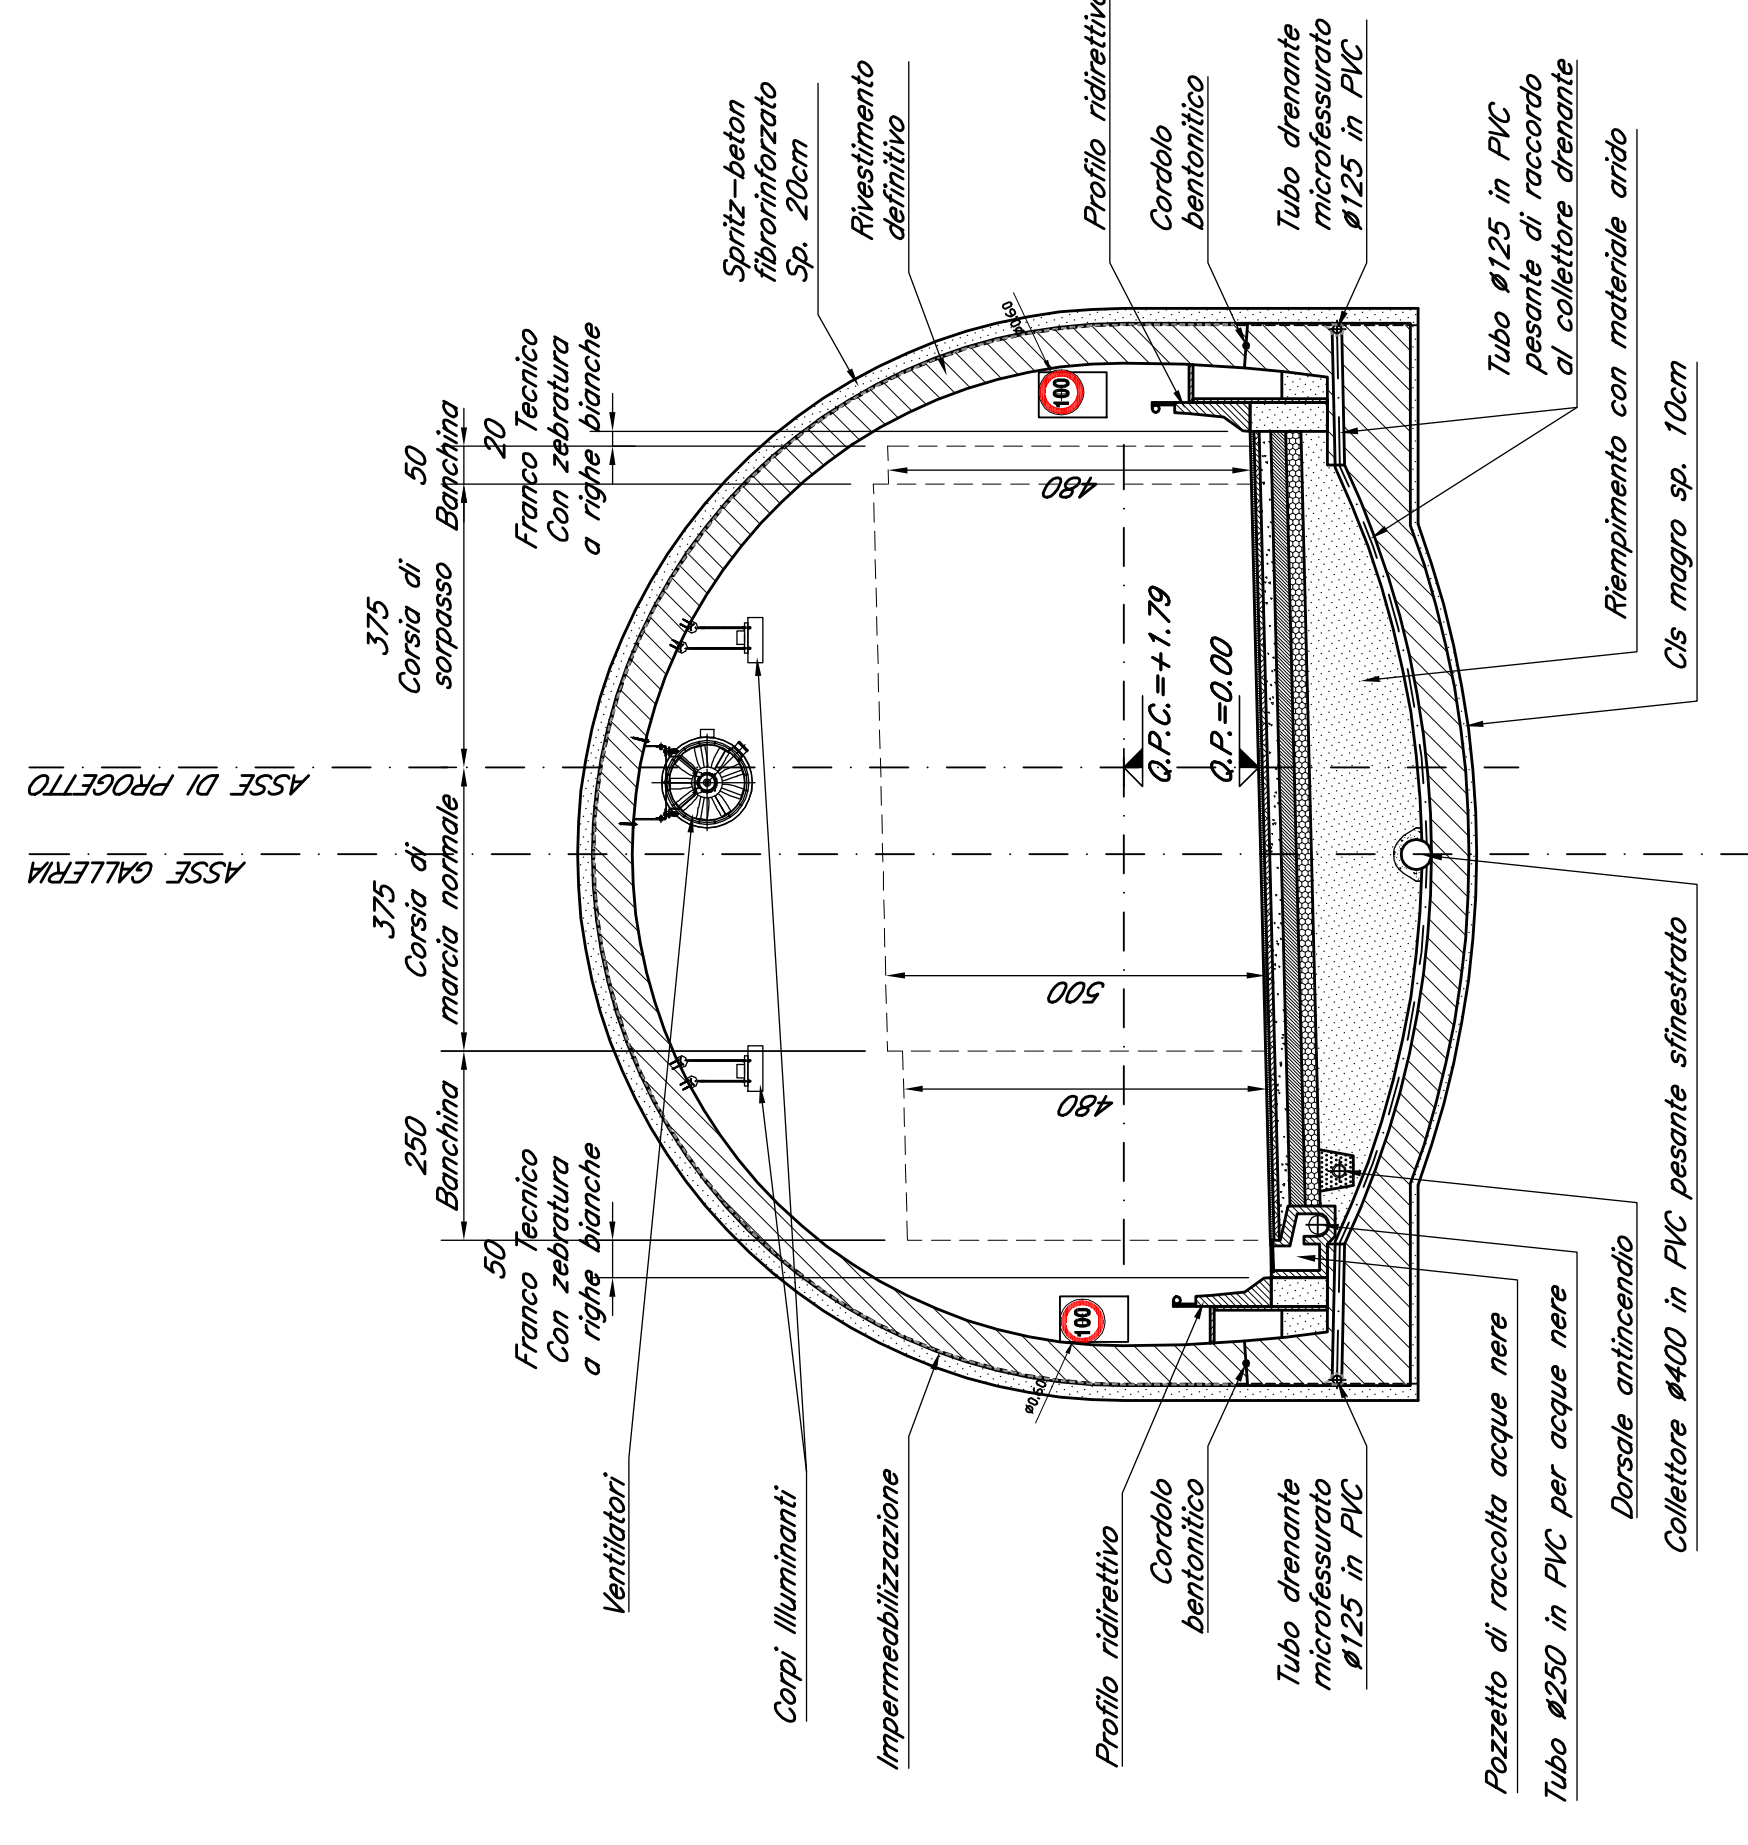 ASSE GALLERIA
ASSE DI PROGETTO
50
Franco Tecnico
Con zebratura
a righe bianche
250
Banchina
375
Corsia di
marcia normale
375
Corsia di
sorpasso
50
Banchina
20
Franco Tecnico
Con zebratura
a righe bianche
Spritz-beton
fibrorinforzato
Sp. 20cm
Rivestimento
definitivo
Profilo ridirettivo
Cordolo
bentonitico
Tubo drenante
microfessurato
ø125 in PVC
Tubo ø125 in PVC
pesante di raccordo
al collettore drenante
Riempimento con materiale arido
Cls magro sp. 10cm
Ventilatori
Corpi Illuminanti
Impermeabilizzazione
Profilo ridirettivo
Cordolo
bentonitico
Tubo drenante
microfessurato
ø125 in PVC
Pozzetto di raccolta acque nere
Tubo ø250 in PVC per acque nere
Dorsale antincendio
Collettore ø400 in PVC pesante sfinestrato
480
500
480
Q.P.C.=+1.79
Q.P.=0.00
100
100
ø0.60
ø0.60